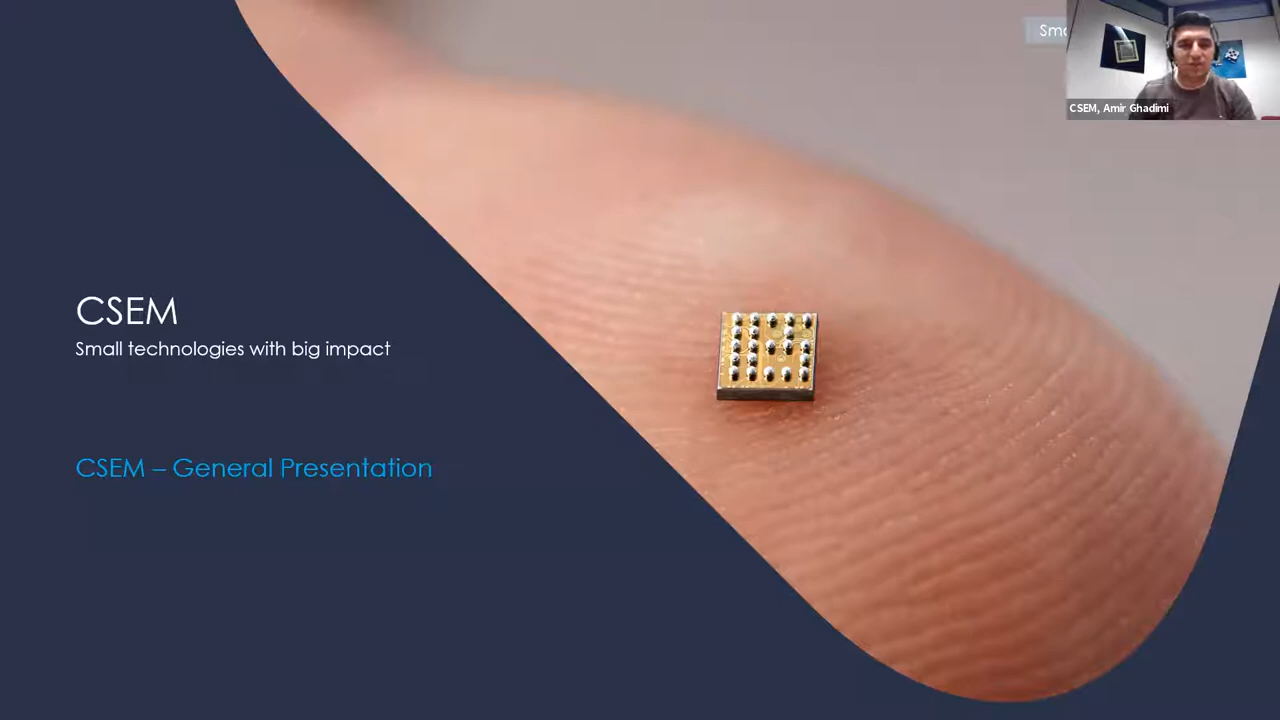 CSEM
Small technologies with big impact
CSEM – General Presentation
CSEM, Amir Ghadimi